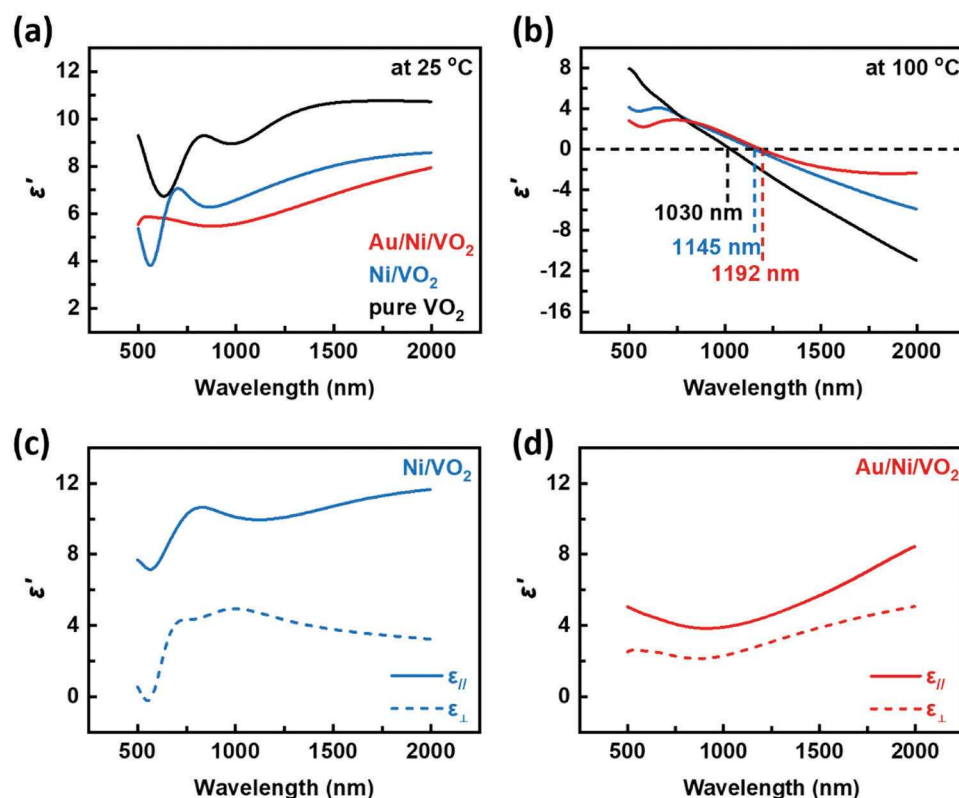 (a)
at 25 °C
12
10
8
6
4
2
ε′
Au/Ni/VO₂
Ni/VO₂
pure VO₂
500
1000
1500
2000
Wavelength (nm)
(b)
at 100 °C
8
4
0
-4
-8
-12
-16
ε′
1030 nm
1145 nm
1192 nm
500
1000
1500
2000
Wavelength (nm)
(c)
Ni/VO₂
12
8
4
0
ε′
ε//
ε⊥
500
1000
1500
2000
Wavelength (nm)
(d)
Au/Ni/VO₂
12
8
4
0
ε′
ε//
ε⊥
500
1000
1500
2000
Wavelength (nm)